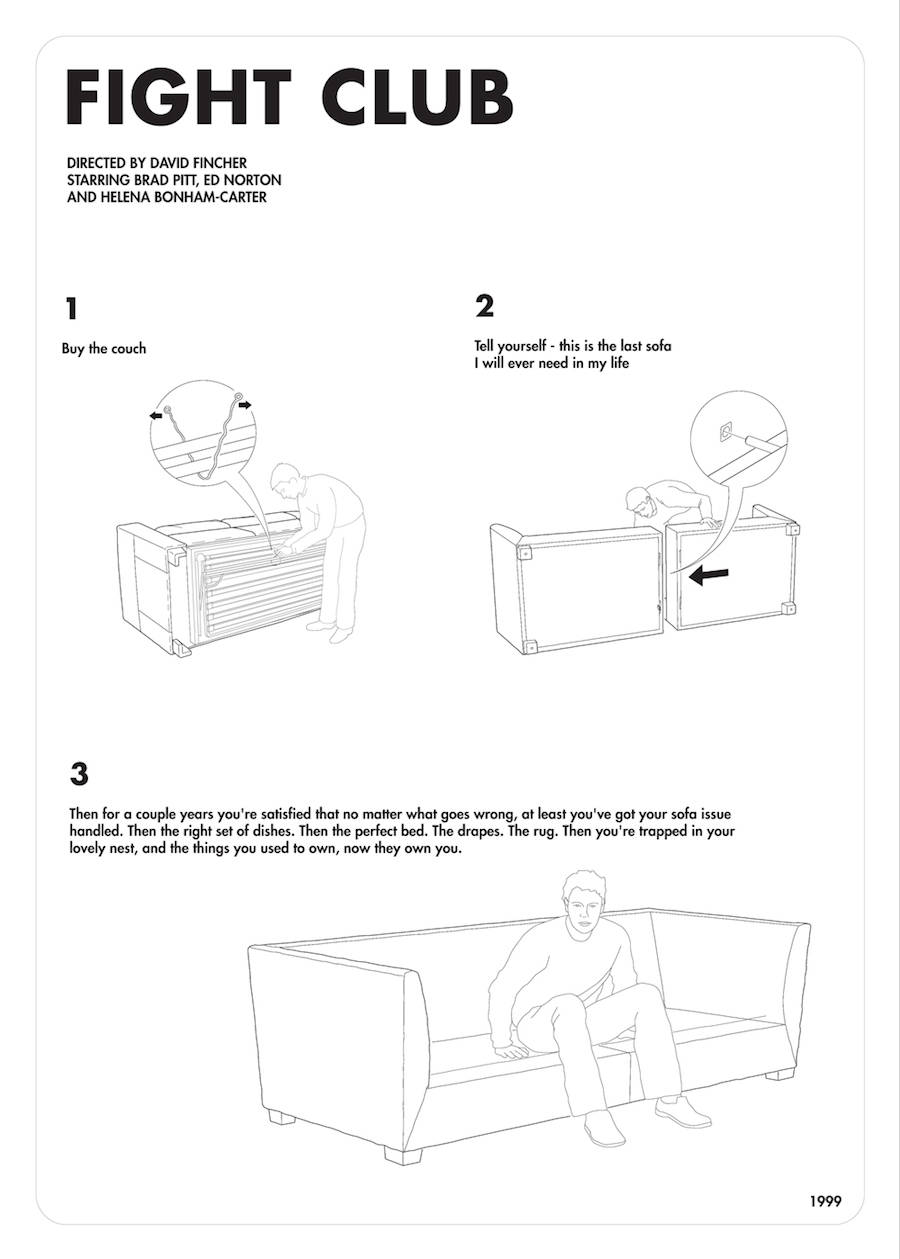 FIGHT CLUB
DIRECTED BY DAVID FINCHER
STARRING BRAD PITT, ED NORTON
AND HELENA BONHAM-CARTER
1
Buy the couch
2
Tell yourself - this is the last sofa
I will ever need in my life
3
Then for a couple years you're satisfied that no matter what goes wrong, at least you've got your sofa issue
handled. Then the right set of dishes. Then the perfect bed. The drapes. The rug. Then you're trapped in your
lovely nest, and the things you used to own, now they own you.
1999